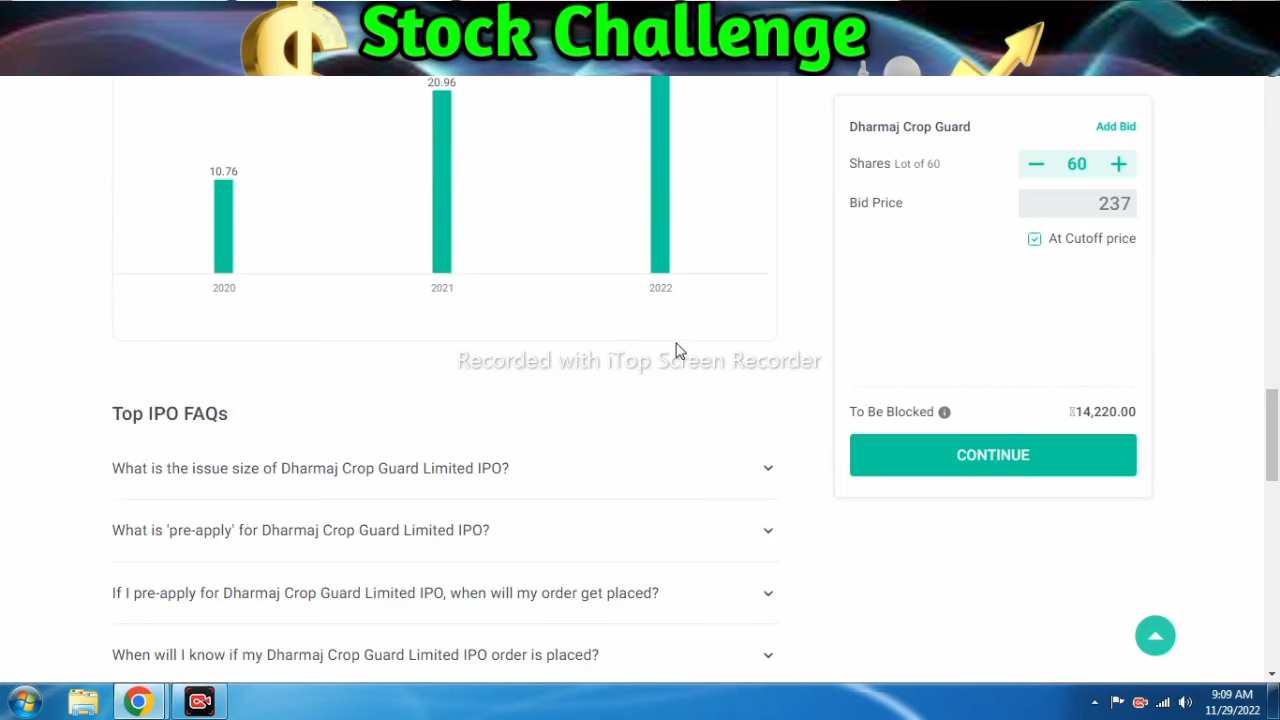 Stock Challenge
20.96
10.76
2020
2021
2022
Dharmaj Crop Guard
Add Bid
Shares Lot of 60
60
Bid Price
237
At Cutoff price
Recorded with iTop Screen Recorder
To Be Blocked
14,220.00
CONTINUE
Top IPO FAQs
What is the issue size of Dharmaj Crop Guard Limited IPO?
What is 'pre-apply' for Dharmaj Crop Guard Limited IPO?
If I pre-apply for Dharmaj Crop Guard Limited IPO, when will my order get placed?
When will I know if my Dharmaj Crop Guard Limited IPO order is placed?
9:09 AM
11/29/2022